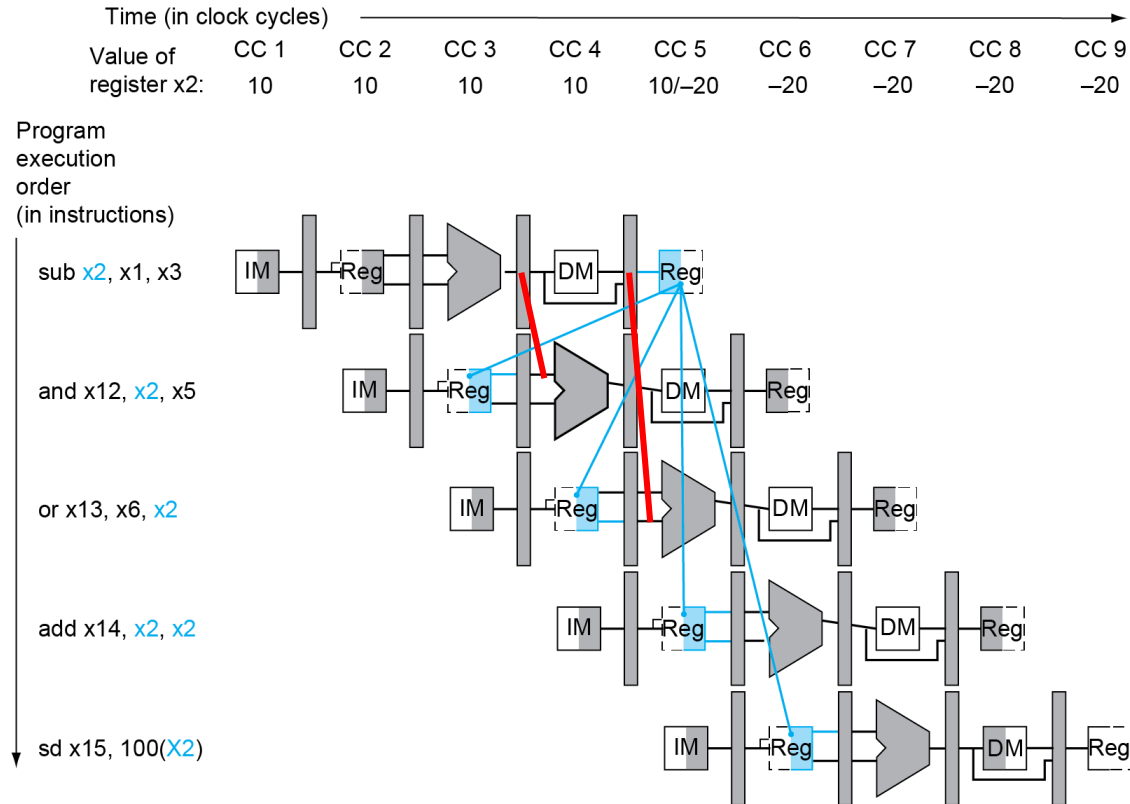 Time (in clock cycles)
CC 1 CC 2 CC 3 CC 4 CC 5 CC 6 CC 7 CC 8 CC 9
Value of
register x2: 10 10 10 10 10/–20 –20 –20 –20 –20
Program
execution
order
(in instructions)
sub x2, x1, x3 IM Reg DM Reg
and x12, x2, x5 IM Reg DM Reg
or x13, x6, x2 IM Reg DM Reg
add x14, x2, x2 IM Reg DM Reg
sd x15, 100(X2) IM Reg DM Reg